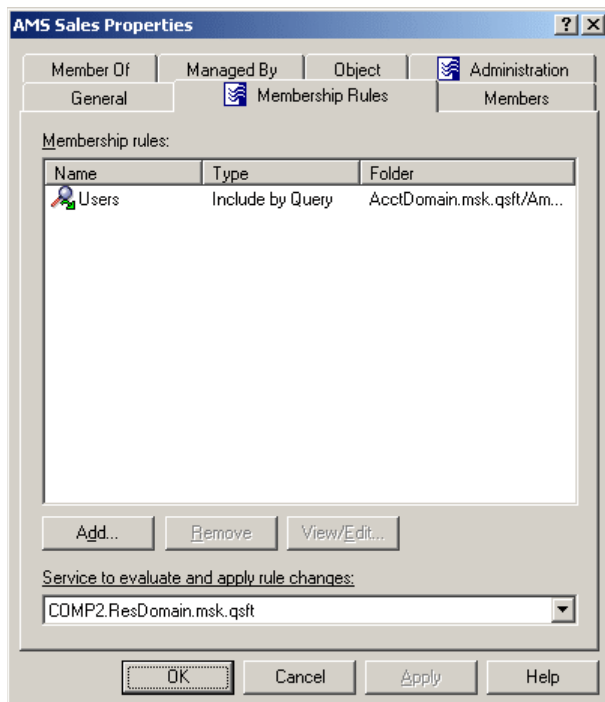 AMS Sales Properties
Member Of Managed By Object Administration
General Membership Rules Members
Membership rules:
Name Type Folder
Users Include by Query AcctDomain.msk.qsft/Am...
Add... Remove View/Edit...
Service to evaluate and apply rule changes:
COMP2.ResDomain.msk.qsft
OK Cancel Apply Help